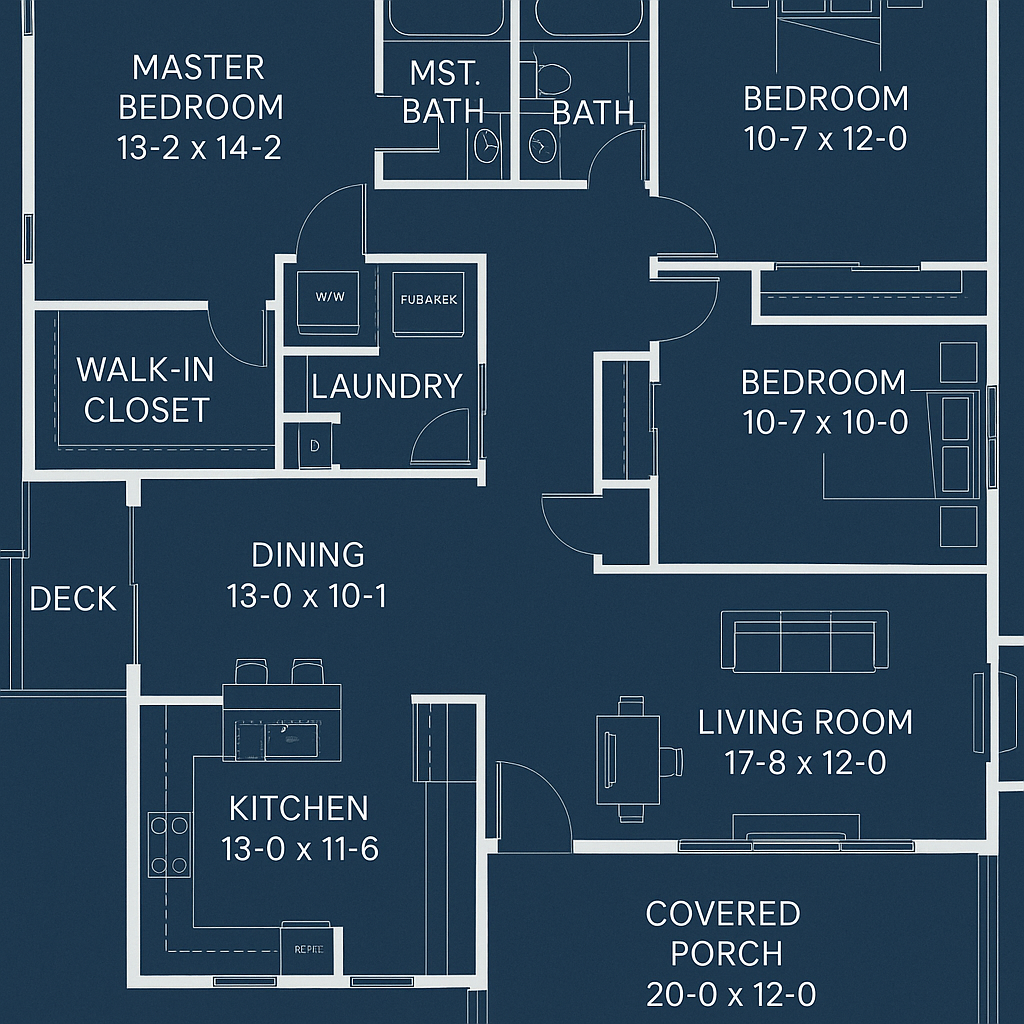 MASTER
BEDROOM
13-2 x 14-2
MST.
BATH
BATH
BEDROOM
10-7 x 12-0
W/W
FUBAKEK
WALK-IN
CLOSET
LAUNDRY
D
BEDROOM
10-7 x 10-0
DINING
13-0 x 10-1
DECK
LIVING ROOM
17-8 x 12-0
KITCHEN
13-0 x 11-6
COVERED
PORCH
20-0 x 12-0